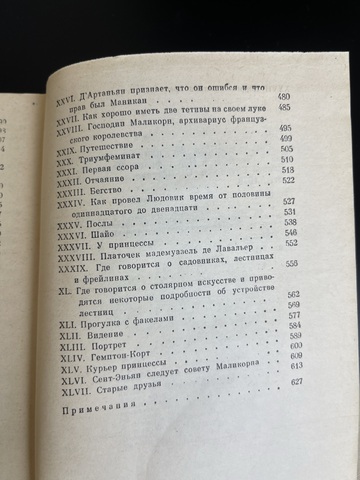 XXVI. Д'Артаньян признает, что он ошибся и что
прав был Маникан . . . . 480
XXVII. Как хорошо иметь две тетивы на своем луке 485
XXVIII. Господин Маликорн, архивариус француз-
ского королевства . . . . . . 495
XXIX. Путешествие . . . . . . 499
XXX. Триумфеминат . . . . . . 505
XXXI. Первая ссора . . . . . . 510
XXXII. Отчаяние . . . . . . 518
XXXIII. Бегство . . . . . . 522
XXXIV. Как провел Людовик время от половины
одиннадцатого до двенадцати . . . 527
XXXV. Послы . . . . . . 531
XXXVI. Шайо . . . . . . 538
XXXVII. У принцессы . . . . . . 546
XXXVIII. Платочек мадемуазель де Лавальер . 552
XXXIX. Где говорится о садовниках, лестницах
и фрейлинах . . . . . . 558
XL. Где говорится о столярном искусстве и приво-
дятся некоторые подробности об устройстве
лестниц . . . . . . 562
XLI. Прогулка с факелами . . . . . 569
XLII. Видение . . . . . . 577
XLIII. Портрет . . . . . . 584
XLIV. Гемптон-Корт . . . . . . 589
XLV. Курьер принцессы . . . . . 600
XLVI. Сент-Эньян следует совету Маликорна . . 609
XLVII. Старые друзья . . . . . . 613
Примечания . . . . . . 627